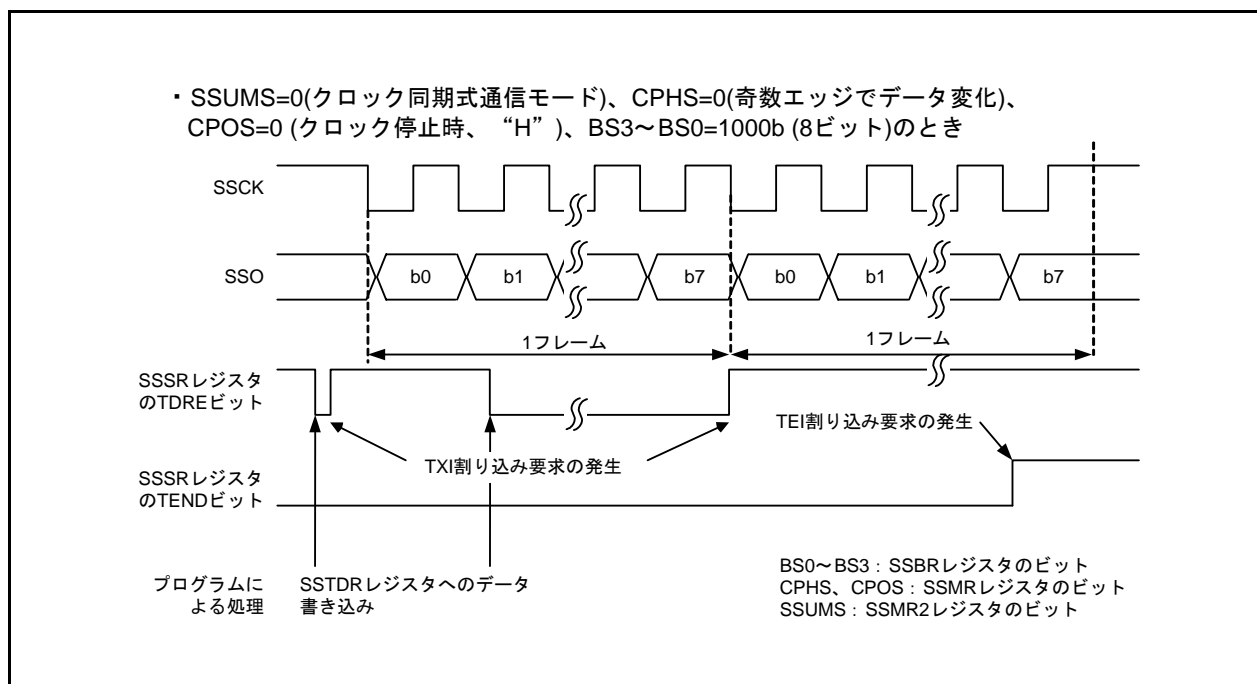 ・SSUMS=0(クロック同期式通信モード)、CPHS=0(奇数エッジでデータ変化)、
CPOS=0 (クロック停止時、“H”)、BS3～BS0=1000b (8ビット)のとき
SSCK
SSO
b0
b1
b7
b0
b1
b7
1フレーム
1フレーム
SSSRレジスタ
のTDREビット
TEI割り込み要求の発生
TXI割り込み要求の発生
SSSRレジスタ
のTENDビット
プログラムに
よる処理
SSTDRレジスタへのデータ
書き込み
BS0～BS3：SSBRレジスタのビット
CPHS、CPOS：SSMRレジスタのビット
SSUMS：SSMR2レジスタのビット